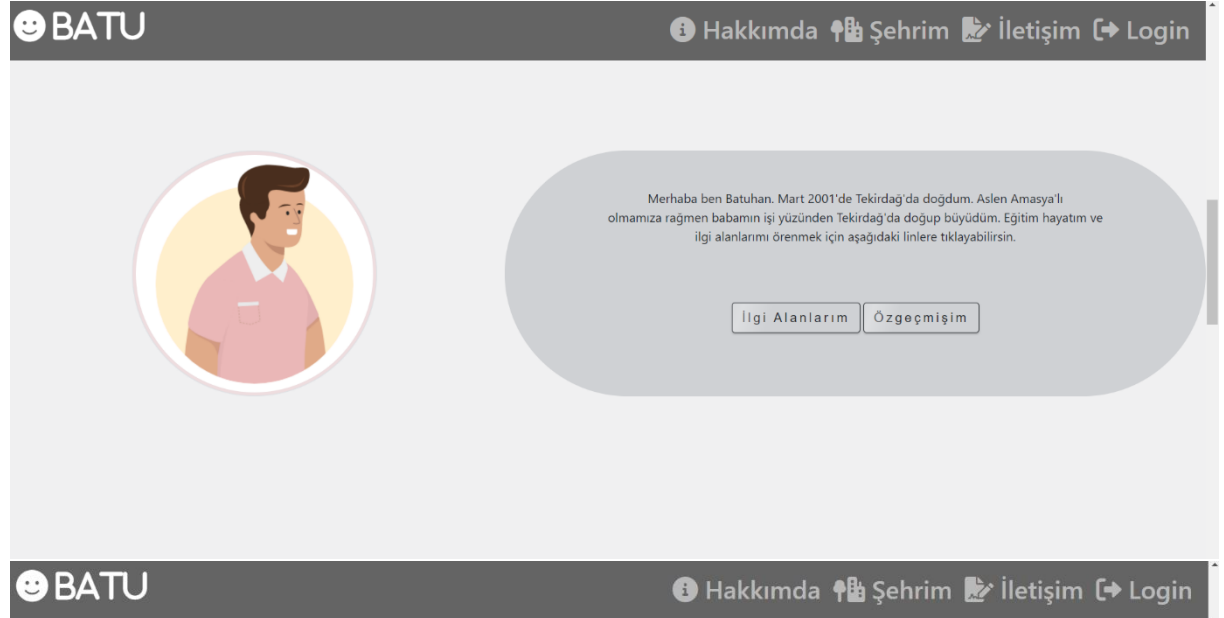 BATU
Hakkımda Şehrim İletişim Login
Merhaba ben Batuhan. Mart 2001'de Tekirdağ'da doğdum. Aslen Amasya'lı
olmamıza rağmen babamın işi yüzünden Tekirdağ'da doğup büyüdüm. Eğitim hayatım ve
ilgi alanlarımı örenmek için aşağıdaki linlere tıklayabilirsin.
İlgi Alanlarım Özgeçmişim
BATU
Hakkımda Şehrim İletişim Login